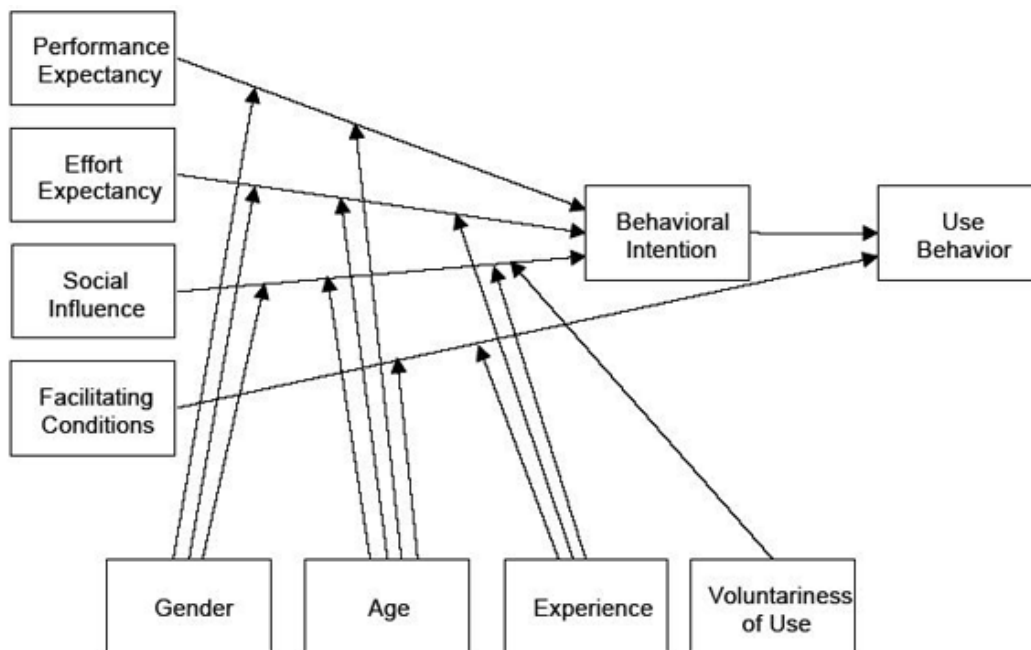 Performance
Expectancy
Effort
Expectancy
Social
Influence
Facilitating
Conditions
Behavioral
Intention
Use
Behavior
Gender
Age
Experience
Voluntariness
of Use